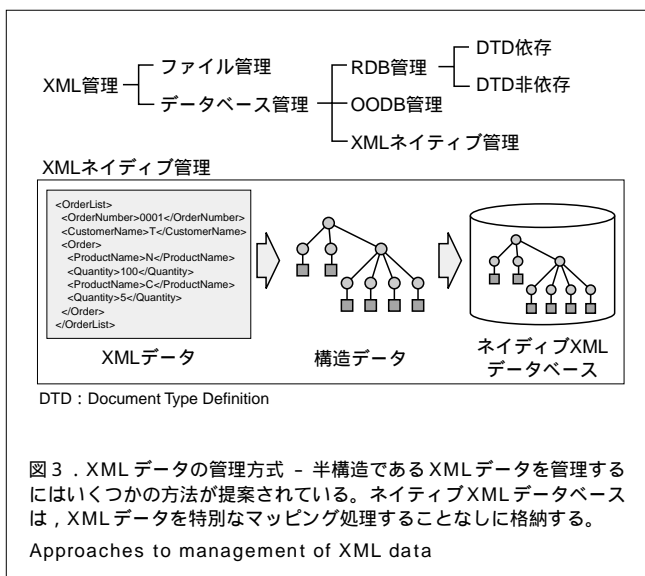 XML管理
ファイル管理
データベース管理
RDB管理
OODB管理
XMLネイティブ管理
DTD依存
DTD非依存
XMLネイディブ管理
<OrderList>
<OrderNumber>0001</OrderNumber>
<CustomerName>T</CustomerName>
<Order>
<ProductName>N</ProductName>
<Quantity>100</Quantity>
<ProductName>C</ProductName>
<Quantity>5</Quantity>
</Order>
</OrderList>
XMLデータ
構造データ
ネイディブXML
データベース
DTD：Document Type Definition
図3．XMLデータの管理方式 － 半構造であるXMLデータを管理する
にはいくつかの方法が提案されている。ネイティブXMLデータベース
は，XMLデータを特別なマッピング処理することなしに格納する。
Approaches to management of XML data